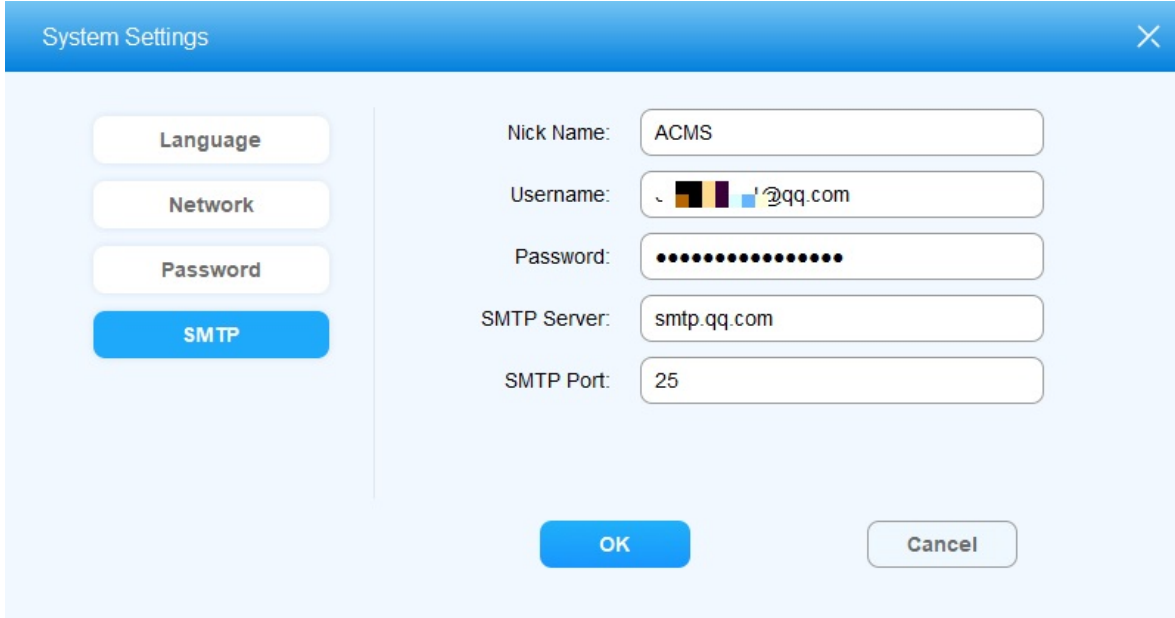 System Settings
Language
Network
Password
SMTP
Nick Name: ACMS
Username: @qq.com
Password: ●●●●●●●●●●●●●●●●
SMTP Server: smtp.qq.com
SMTP Port: 25
OK Cancel